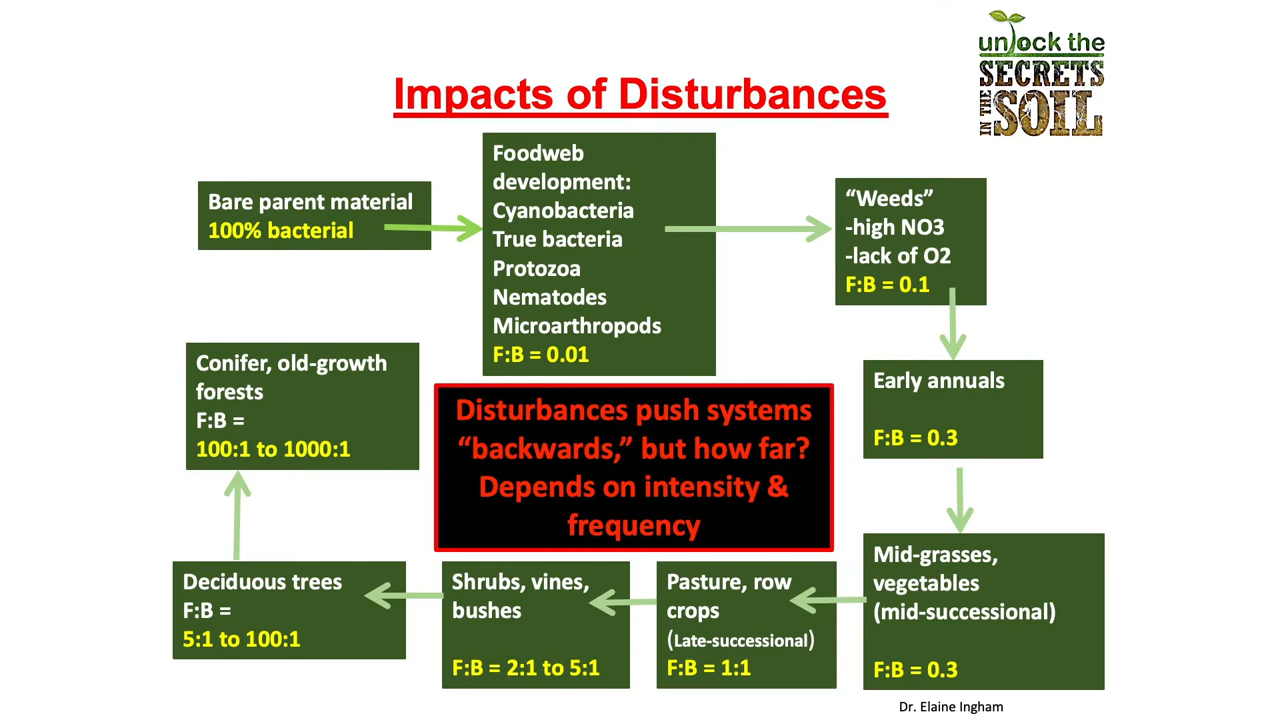 unlock the
SECRETS
IN THE
SOIL
Impacts of Disturbances
Bare parent material
100% bacterial
Foodweb
development:
Cyanobacteria
True bacteria
Protozoa
Nematodes
Microarthropods
F:B = 0.01
“Weeds”
-high NO3
-lack of O2
F:B = 0.1
Early annuals
F:B = 0.3
Mid-grasses,
vegetables
(mid-successional)
F:B = 0.3
Pasture, row
crops
(Late-successional)
F:B = 1:1
Shrubs, vines,
bushes
F:B = 2:1 to 5:1
Deciduous trees
F:B =
5:1 to 100:1
Conifer, old-growth
forests
F:B =
100:1 to 1000:1
Disturbances push systems
“backwards,” but how far?
Depends on intensity &
frequency
Dr. Elaine Ingham